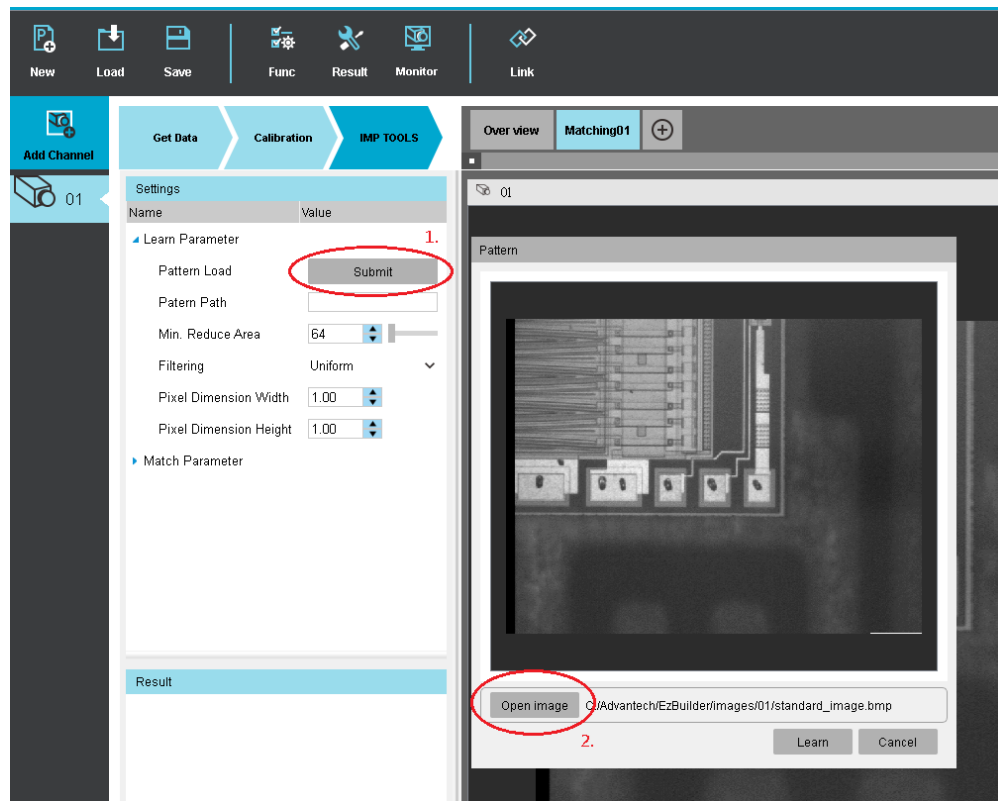 New Load Save Func Result Monitor Link
Add Channel
01
Get Data Calibration IMP TOOLS
Settings
Name Value
Learn Parameter 1.
Pattern Load Submit
Patern Path
Min. Reduce Area 64
Filtering Uniform
Pixel Dimension Width 1.00
Pixel Dimension Height 1.00
Match Parameter
Result
Over view Matching01
01
Pattern
Open image C:/Advantech/EzBuilder/images/01/standard_image.bmp
2.
Learn Cancel